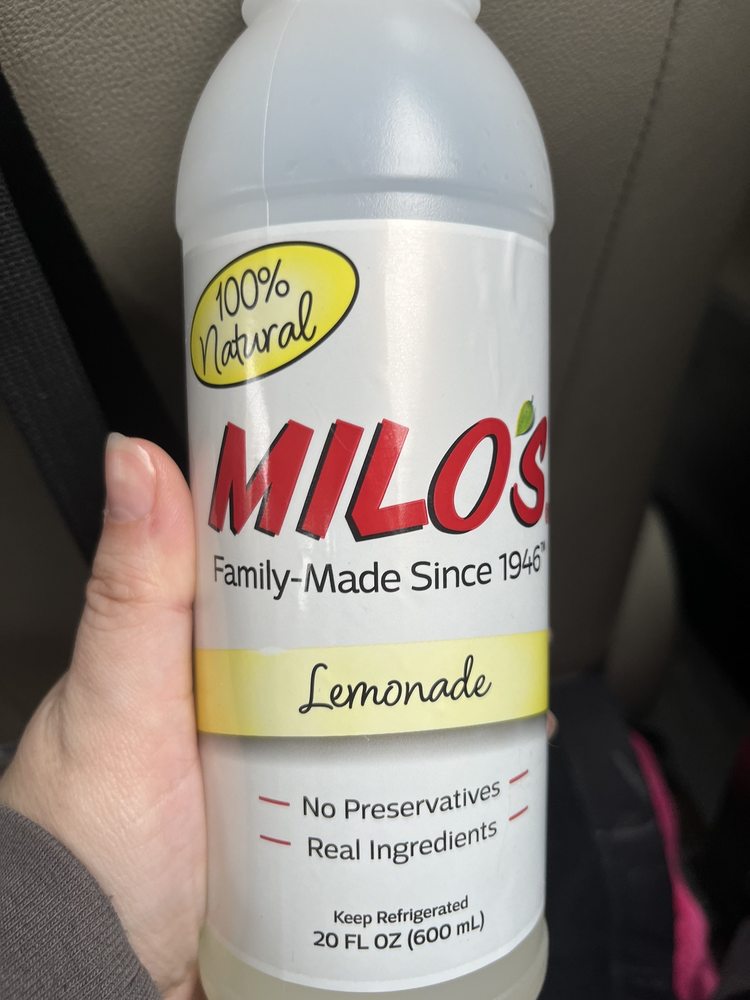 100%
Natural
MILO'S
Family-Made Since 1946™
Lemonade
No Preservatives
Real Ingredients
Keep Refrigerated
20 FL OZ (600 mL)